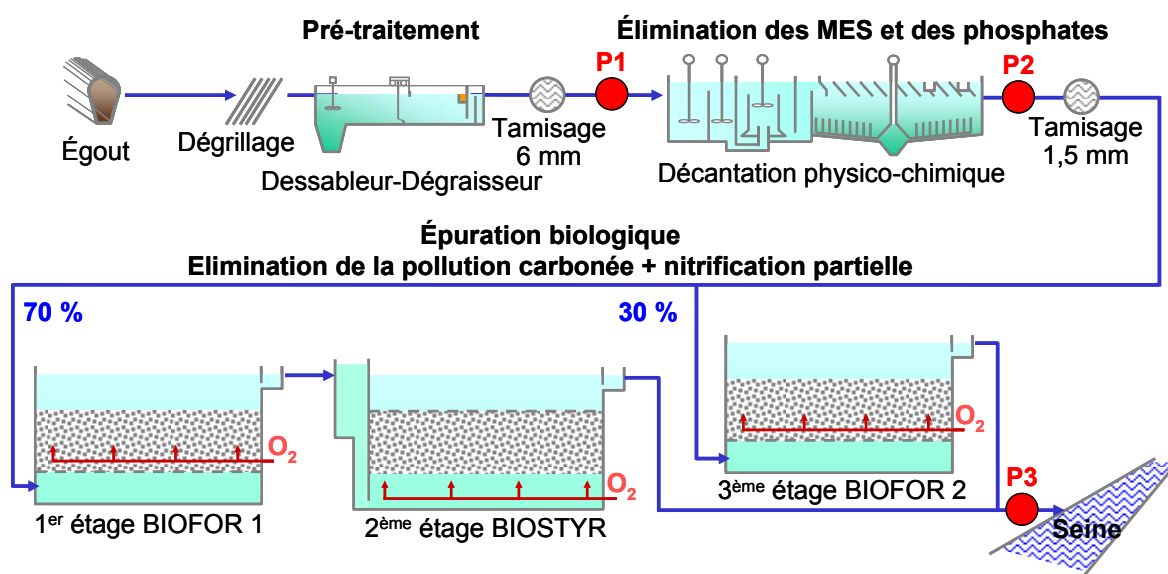 Pré-traitement
Élimination des MES et des phosphates
P1
P2
Égout
Dégrillage
Dessableur-Dégraisseur
Tamisage
6 mm
Décantation physico-chimique
Tamisage
1,5 mm
Épuration biologique
Elimination de la pollution carbonée + nitrification partielle
70 %
30 %
O2
O2
O2
1er étage BIOFOR 1
2ème étage BIOSTYR
3ème étage BIOFOR 2
P3
Seine